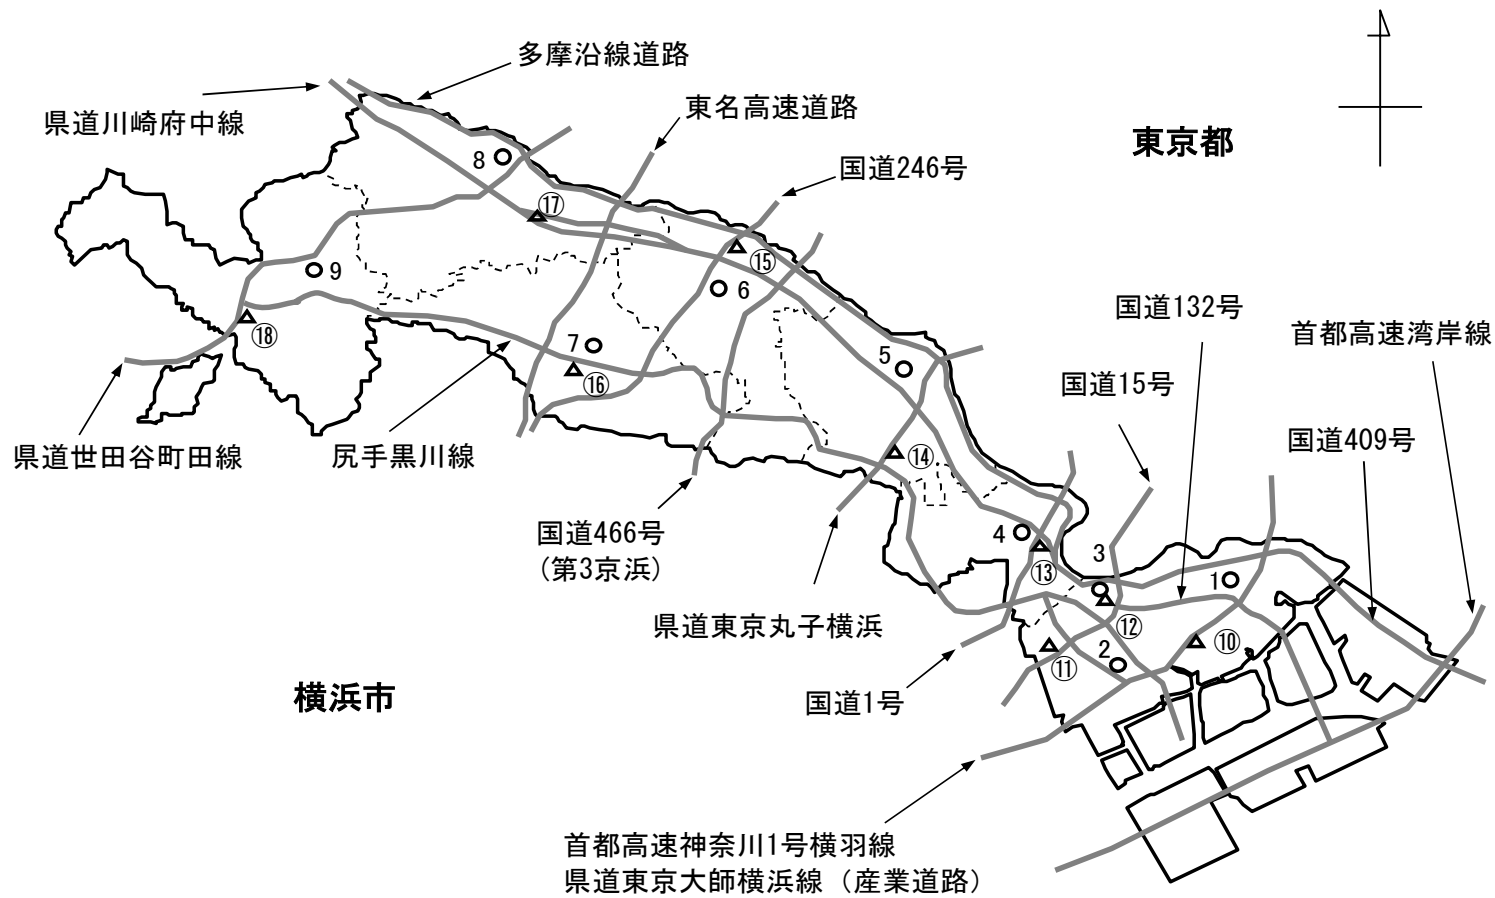 多摩沿線道路
県道川崎府中線
東名高速道路
東京都
国道246号
8
⑰
⑮
9
6
⑱
7
⑯
5
国道132号
首都高速湾岸線
国道15号
県道世田谷町田線
尻手黒川線
国道409号
⑭
国道466号
(第3京浜)
4
⑬
3
1
県道東京丸子横浜
⑫
⑩
2
⑪
横浜市
国道1号
首都高速神奈川1号横羽線
県道東京大師横浜線(産業道路)